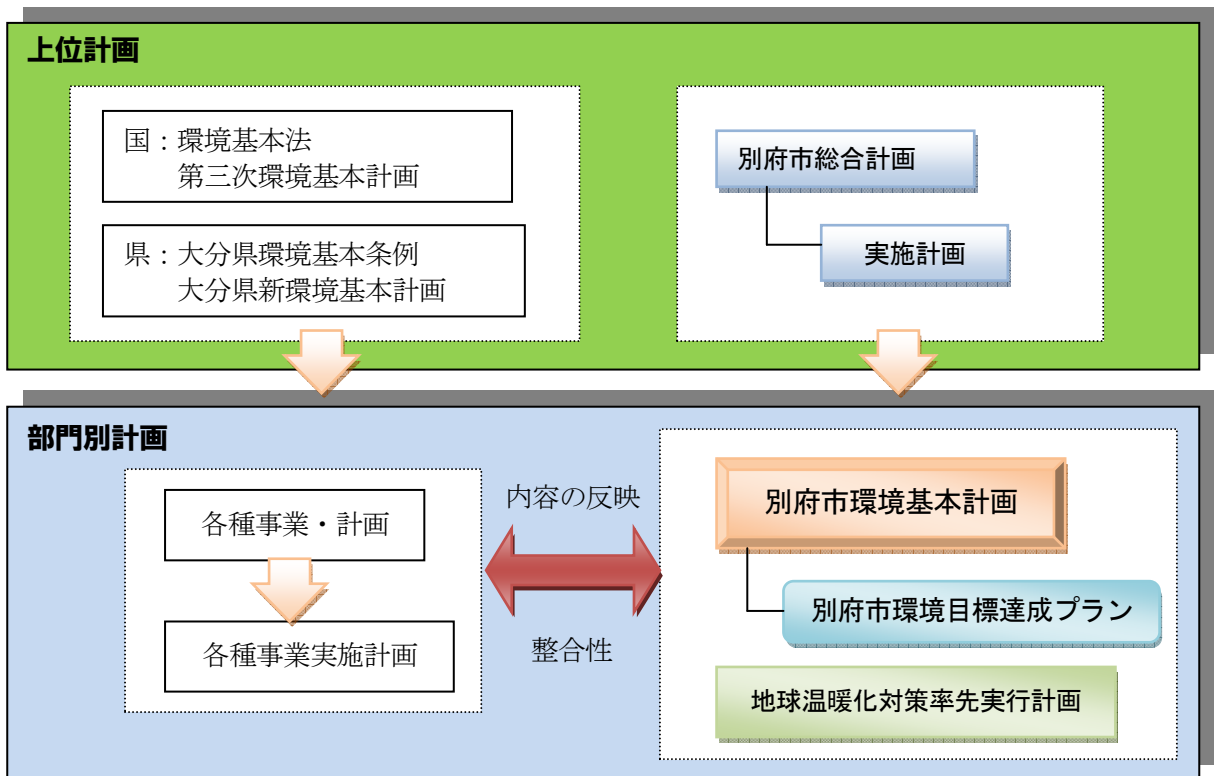 上位計画
国：環境基本法
第三次環境基本計画
県：大分県環境基本条例
大分県新環境基本計画
別府市総合計画
実施計画
部門別計画
各種事業・計画
各種事業実施計画
内容の反映
整合性
別府市環境基本計画
別府市環境目標達成プラン
地球温暖化対策率先実行計画